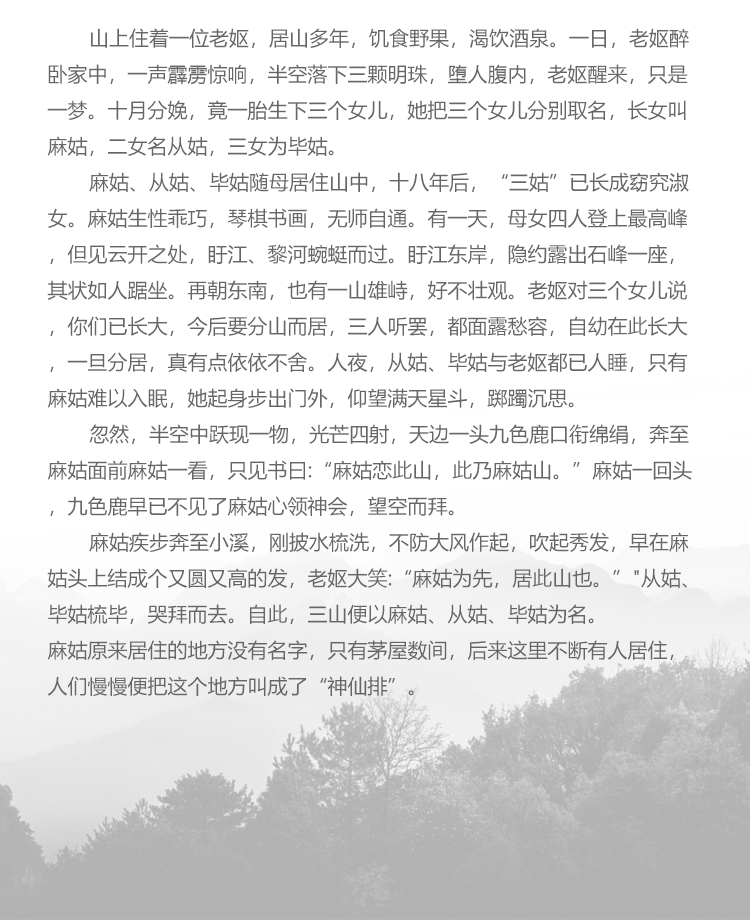 山上住着一位老妪，居山多年，饥食野果，渴饮酒泉。一日，老妪醉
卧家中，一声霹雳惊响，半空落下三颗明珠，堕人腹内，老妪醒来，只是
一梦。十月分娩，竟一胎生下三个女儿，她把三个女儿分别取名，长女叫
麻姑，二女名从姑，三女为毕姑。
麻姑、从姑、毕姑随母居住山中，十八年后，“三姑”已长成窈究淑
女。麻姑生性乖巧，琴棋书画，无师自通。有一天，母女四人登上最高峰
，但见云开之处，盱江、黎河蜿蜓而过。盱江东岸，隐约露出石峰一座，
其状如人踞坐。再朝东南，也有一山雄峙，好不壮观。老妪对三个女儿说
，你们已长大，今后要分山而居，三人听罢，都面露愁容，自幼在此长大
，一旦分居，真有点依依不舍。人夜，从姑、毕姑与老妪都已人睡，只有
麻姑难以入眠，她起身步出门外，仰望满天星斗，踯躅沉思。
忽然，半空中跃现一物，光芒四射，天边一头九色鹿口衔绵绢，奔至
麻姑面前麻姑一看，只见书曰:“麻姑恋此山，此乃麻姑山。”麻姑一回头
，九色鹿早已不见了麻姑心领神会，望空而拜。
麻姑疾步奔至小溪，刚披水梳洗，不防大风作起，吹起秀发，早在麻
姑头上结成个又圆又高的发，老妪大笑:“麻姑为先，居此山也。”"从姑、
毕姑梳毕，哭拜而去。自此，三山便以麻姑、从姑、毕姑为名。
麻姑原来居住的地方没有名字，只有茅屋数间，后来这里不断有人居住，
人们慢慢便把这个地方叫成了“神仙排”。